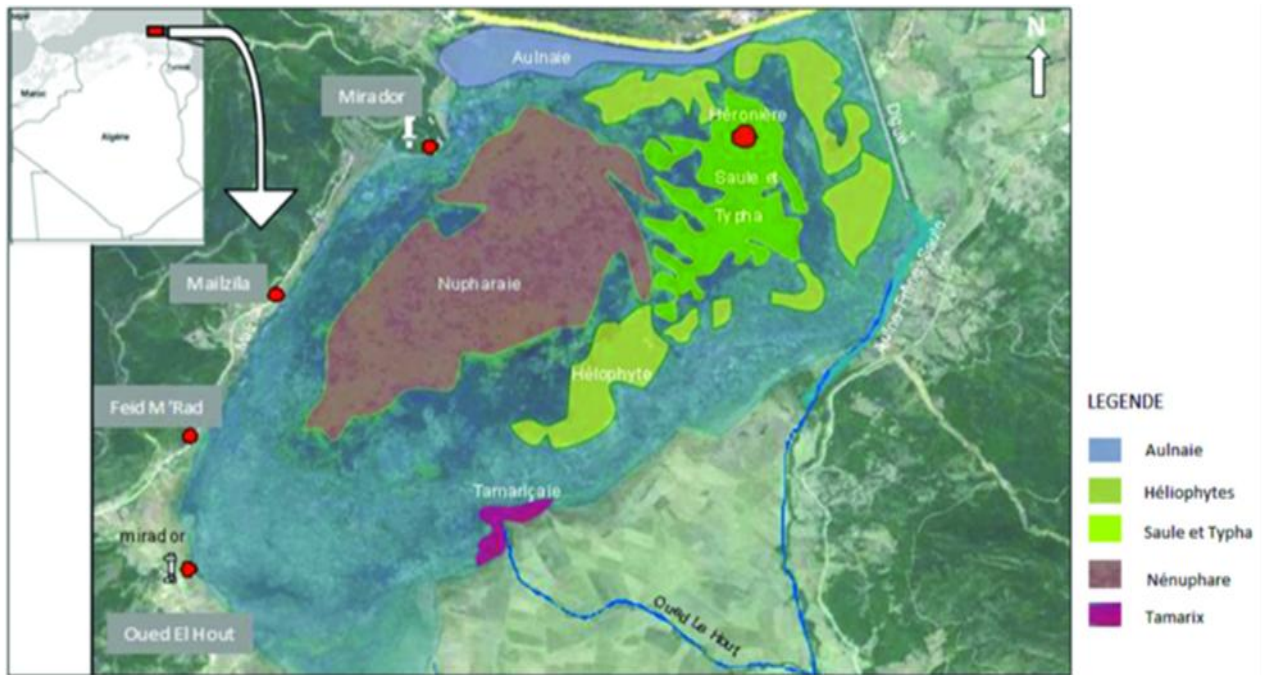 Maroc
Tunisie
Algérie
N
Aulnaie
Mirador
Héronière
Digue
Saule et
Typha
Mailzila
Nupharaie
Hélophyte
Feid M'Rad
Tamariçaie
mirador
Oued El Hout
Oued Le Hout
LEGENDE
Aulnaie
Héliophytes
Saule et Typha
Nénuphare
Tamarix